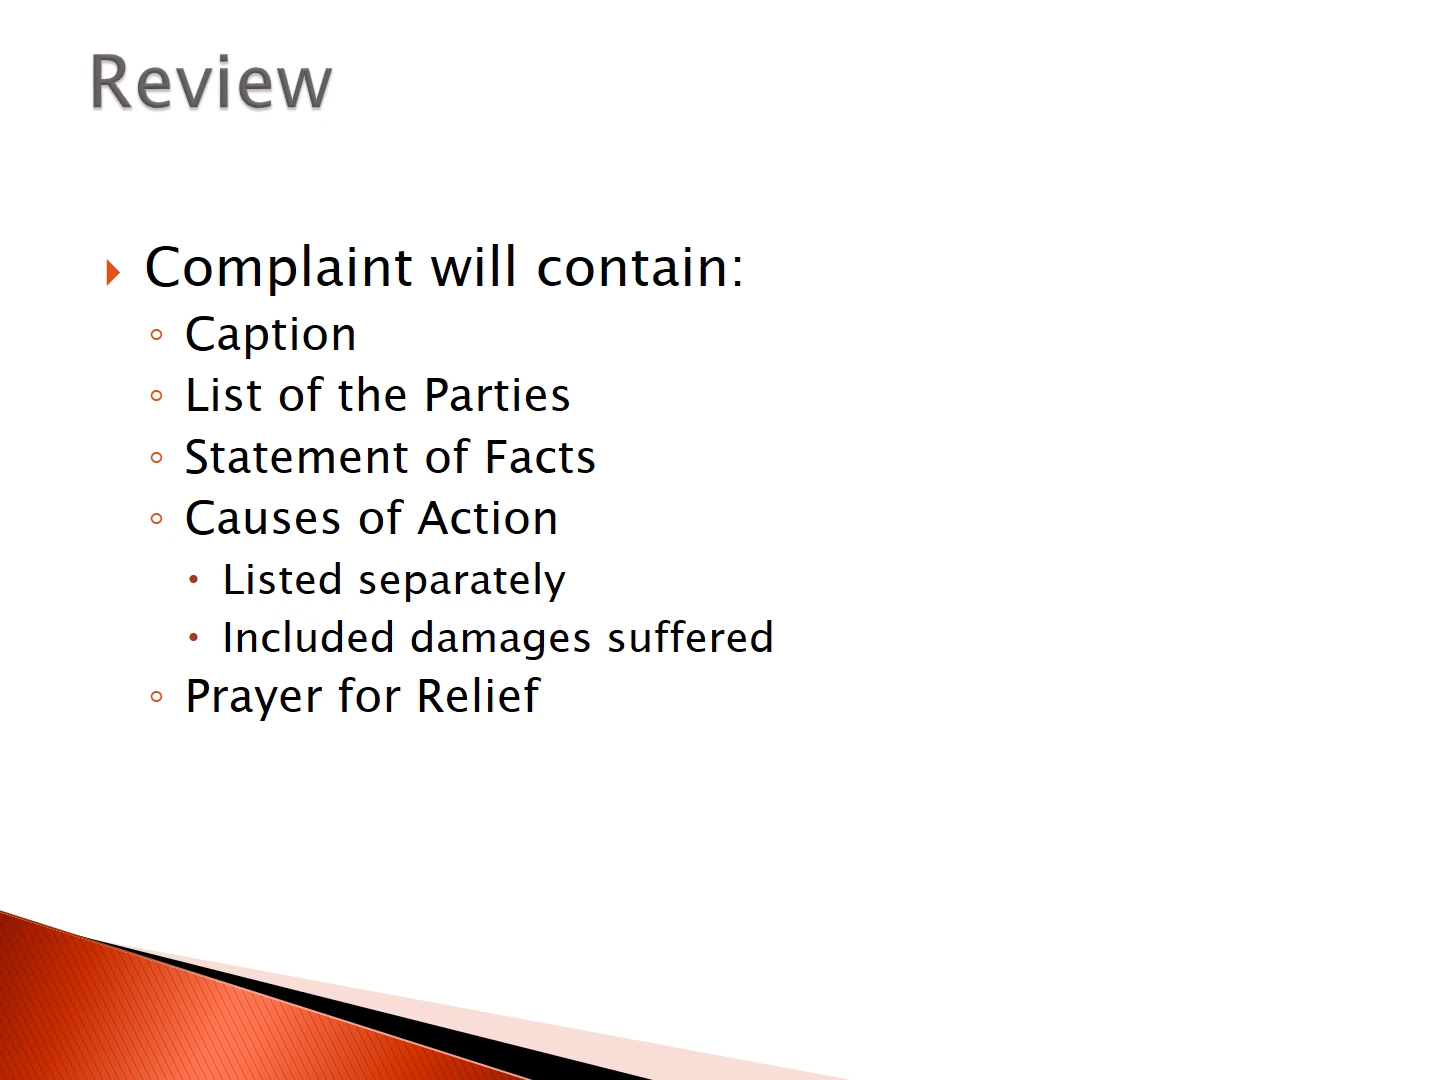 Review
Complaint will contain:
Caption
List of the Parties
Statement of Facts
Causes of Action
Listed separately
Included damages suffered
Prayer for Relief